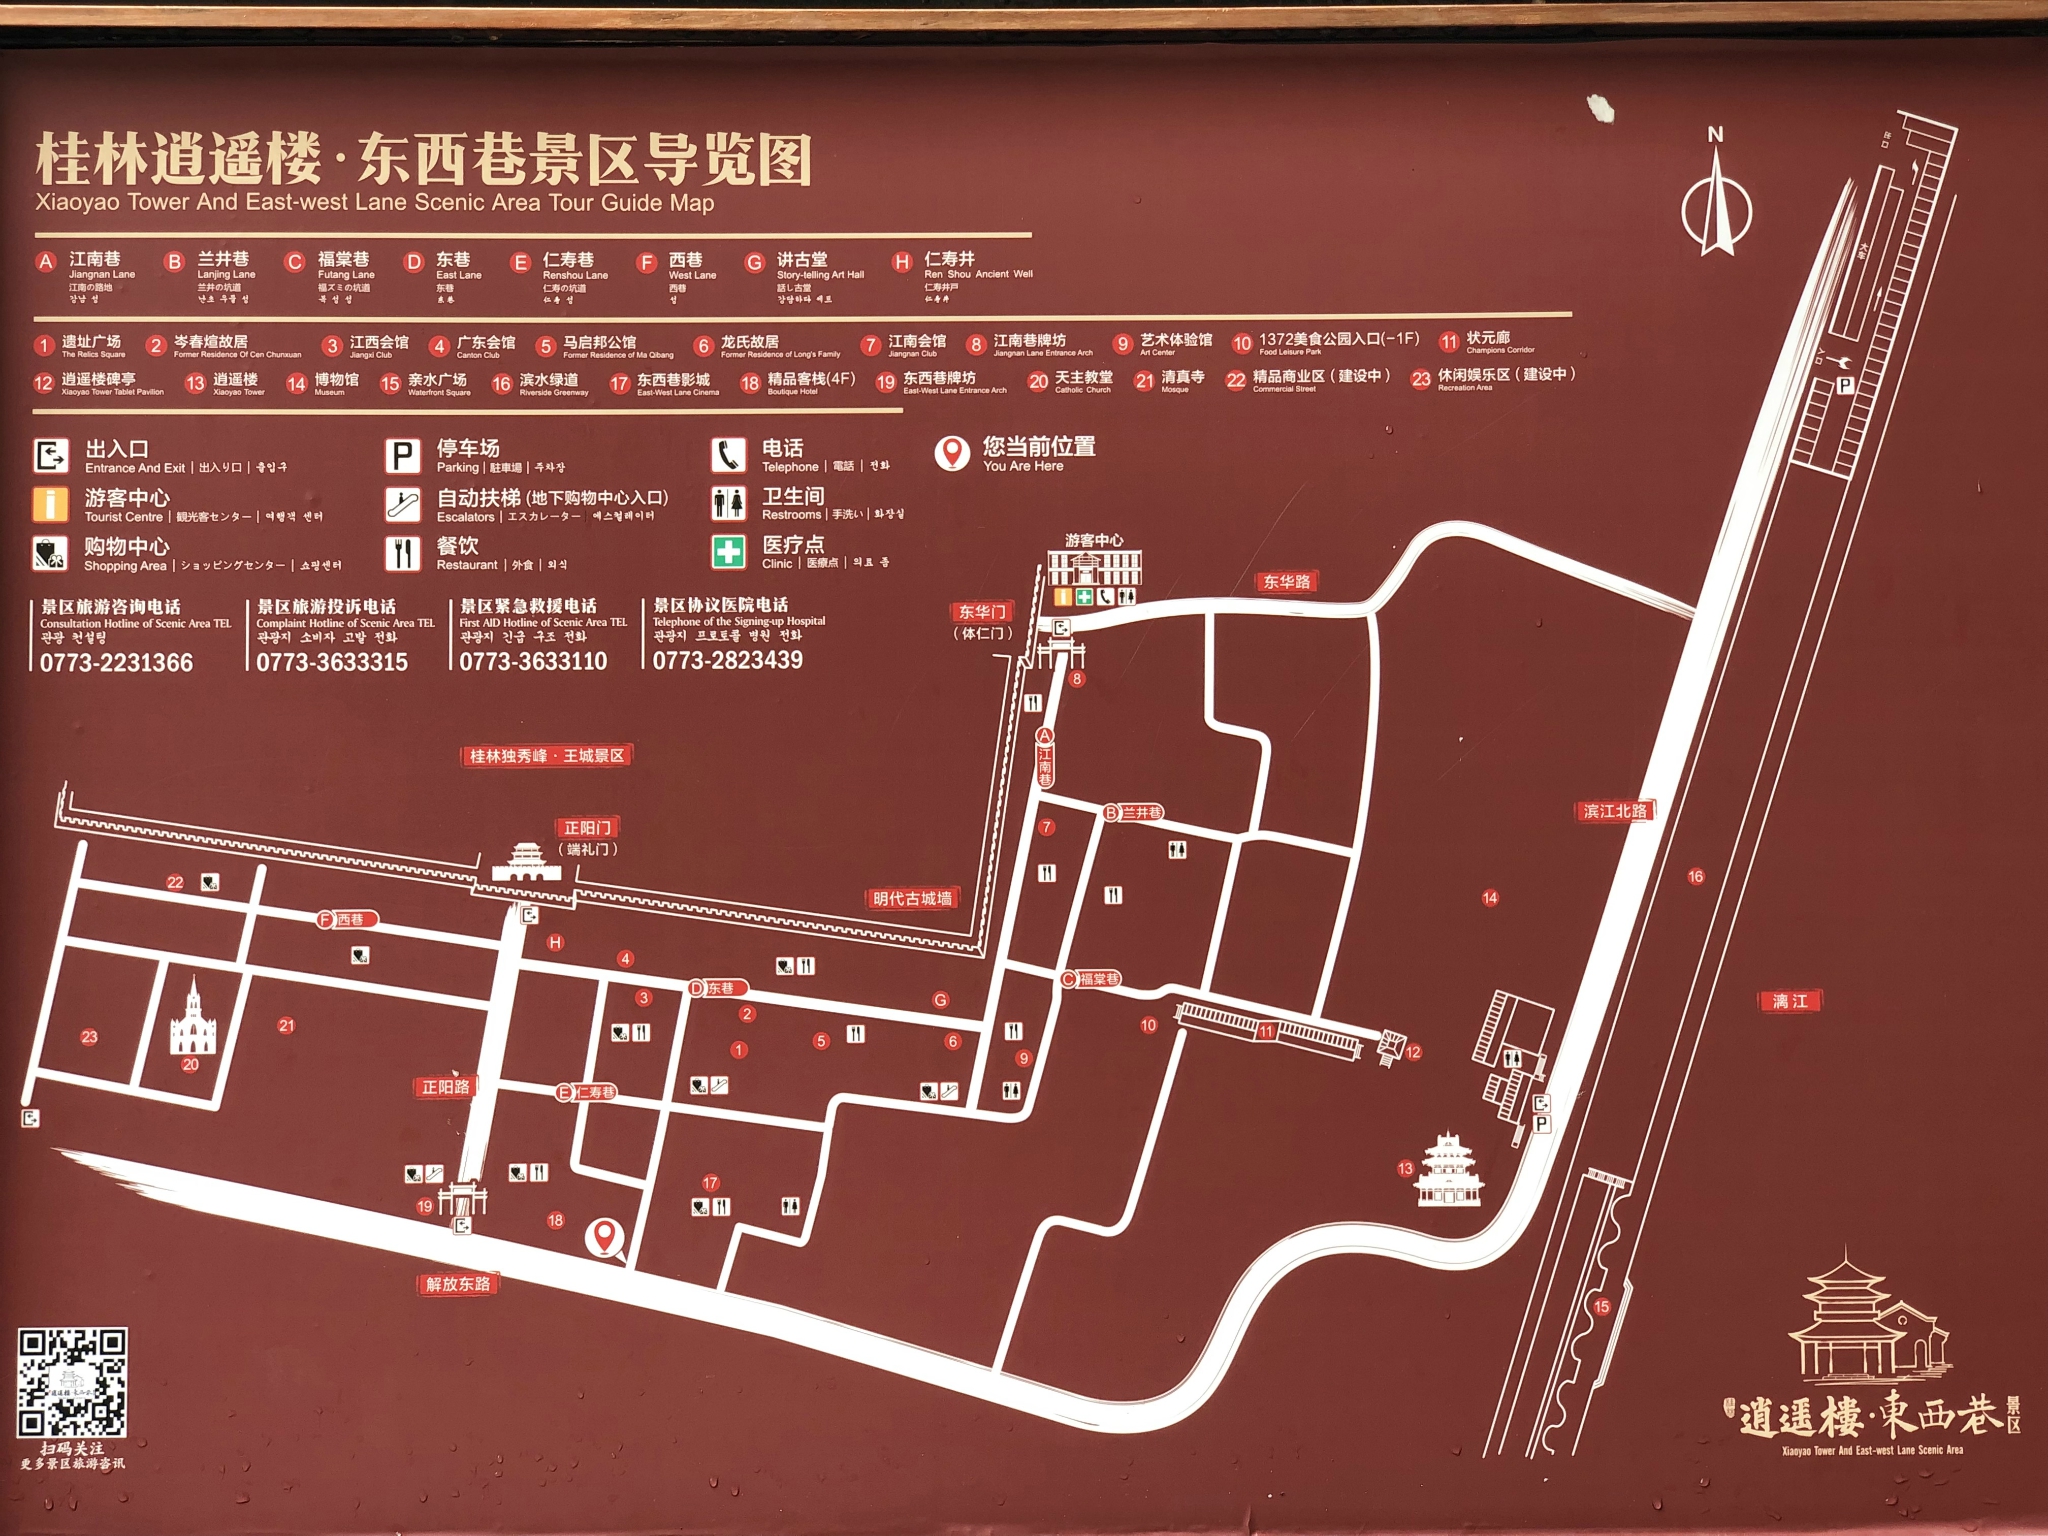 桂林逍遥楼·东西巷景区导览图
Xiaoyao Tower And East-west Lane Scenic Area Tour Guide Map
A 江南巷 B 兰井巷 C 福棠巷 D 东巷 E 仁寿巷 F 西巷 G 讲古堂 H 仁寿井
Jiangnan Lane Lanjing Lane Futang Lane East Lane Renshou Lane West Lane Story-telling Art Hall Ren Shou Ancient Well
江南の路地 兰井の坑道 福ズミの坑道 东巷 仁寿の坑道 西巷 話し古堂 仁寿井戸
1 遗址广场 2 岑春煊故居 3 江西会馆 4 广东会馆 5 马启邦公馆 6 龙氏故居 7 江南会馆 8 江南巷牌坊 9 艺术体验馆 10 1372美食公园入口(-1F) 11 状元廊
The Relics Square Former Residence Of Cen Chunxuan Jiangxi Club Canton Club Former Residence of Ma Qibang Former Residence of Long's Family Jiangnan Club Jiangnan Lane Entrance Arch Art Center Food Leisure Park Champions Corridor
12 逍遥楼碑亭 13 逍遥楼 14 博物馆 15 亲水广场 16 滨水绿道 17 东西巷影城 18 精品客栈(4F) 19 东西巷牌坊 20 天主教堂 21 清真寺 22 精品商业区（建设中） 23 休闲娱乐区（建设中）
Xiaoyao Tower Tablet Pavilion Xiaoyao Tower Museum Waterfront Square Riverside Greenway East-West Lane Cinema Boutique Hotel East-West Lane Entrance Arch Catholic Church Mosque Commercial Street Recreation Area
出入口 P 停车场 电话 您当前位置
Entrance And Exit | 出入り口 | 출입구 Parking | 駐車場 | 주차장 Telephone | 電話 | 전화 You Are Here
i 游客中心 自动扶梯 (地下购物中心入口) 卫生间
Tourist Centre | 観光客センター | 여행객 센터 Escalators | エスカレーター | 에스컬레이터 Restrooms | 手洗い | 화장실
购物中心 餐饮 医疗点
Shopping Area | ショッピングセンター | 쇼핑센터 Restaurant | 外食 | 외식 Clinic | 医療点 | 의료 점
景区旅游咨询电话 景区旅游投诉电话 景区紧急救援电话 景区协议医院电话
Consultation Hotline of Scenic Area TEL Complaint Hotline of Scenic Area TEL First AID Hotline of Scenic Area TEL Telephone of the Signing-up Hospital
관광 컨설팅 관광지 소비자 고발 전화 관광지 긴급 구조 전화 관광지 프로토콜 병원 전화
0773-2231366 0773-3633315 0773-3633110 0773-2823439
N
出口
大车
入口
P
游客中心
i
东华路
东华门
（体仁门）
8
A
江南巷
桂林独秀峰·王城景区
正阳门
（端礼门）
B 兰井巷
7
滨江北路
16
14
明代古城墙
22
F 西巷
H
4
D 东巷
3
2
G
C 福棠巷
漓江
23
20
21
1
5
6
9
10
11
12
正阳路
E 仁寿巷
P
13
17
19
18
解放东路
15
扫码关注
更多景区旅游咨讯
逍遥樓·東西巷 景区
Xiaoyao Tower And East-west Lane Scenic Area